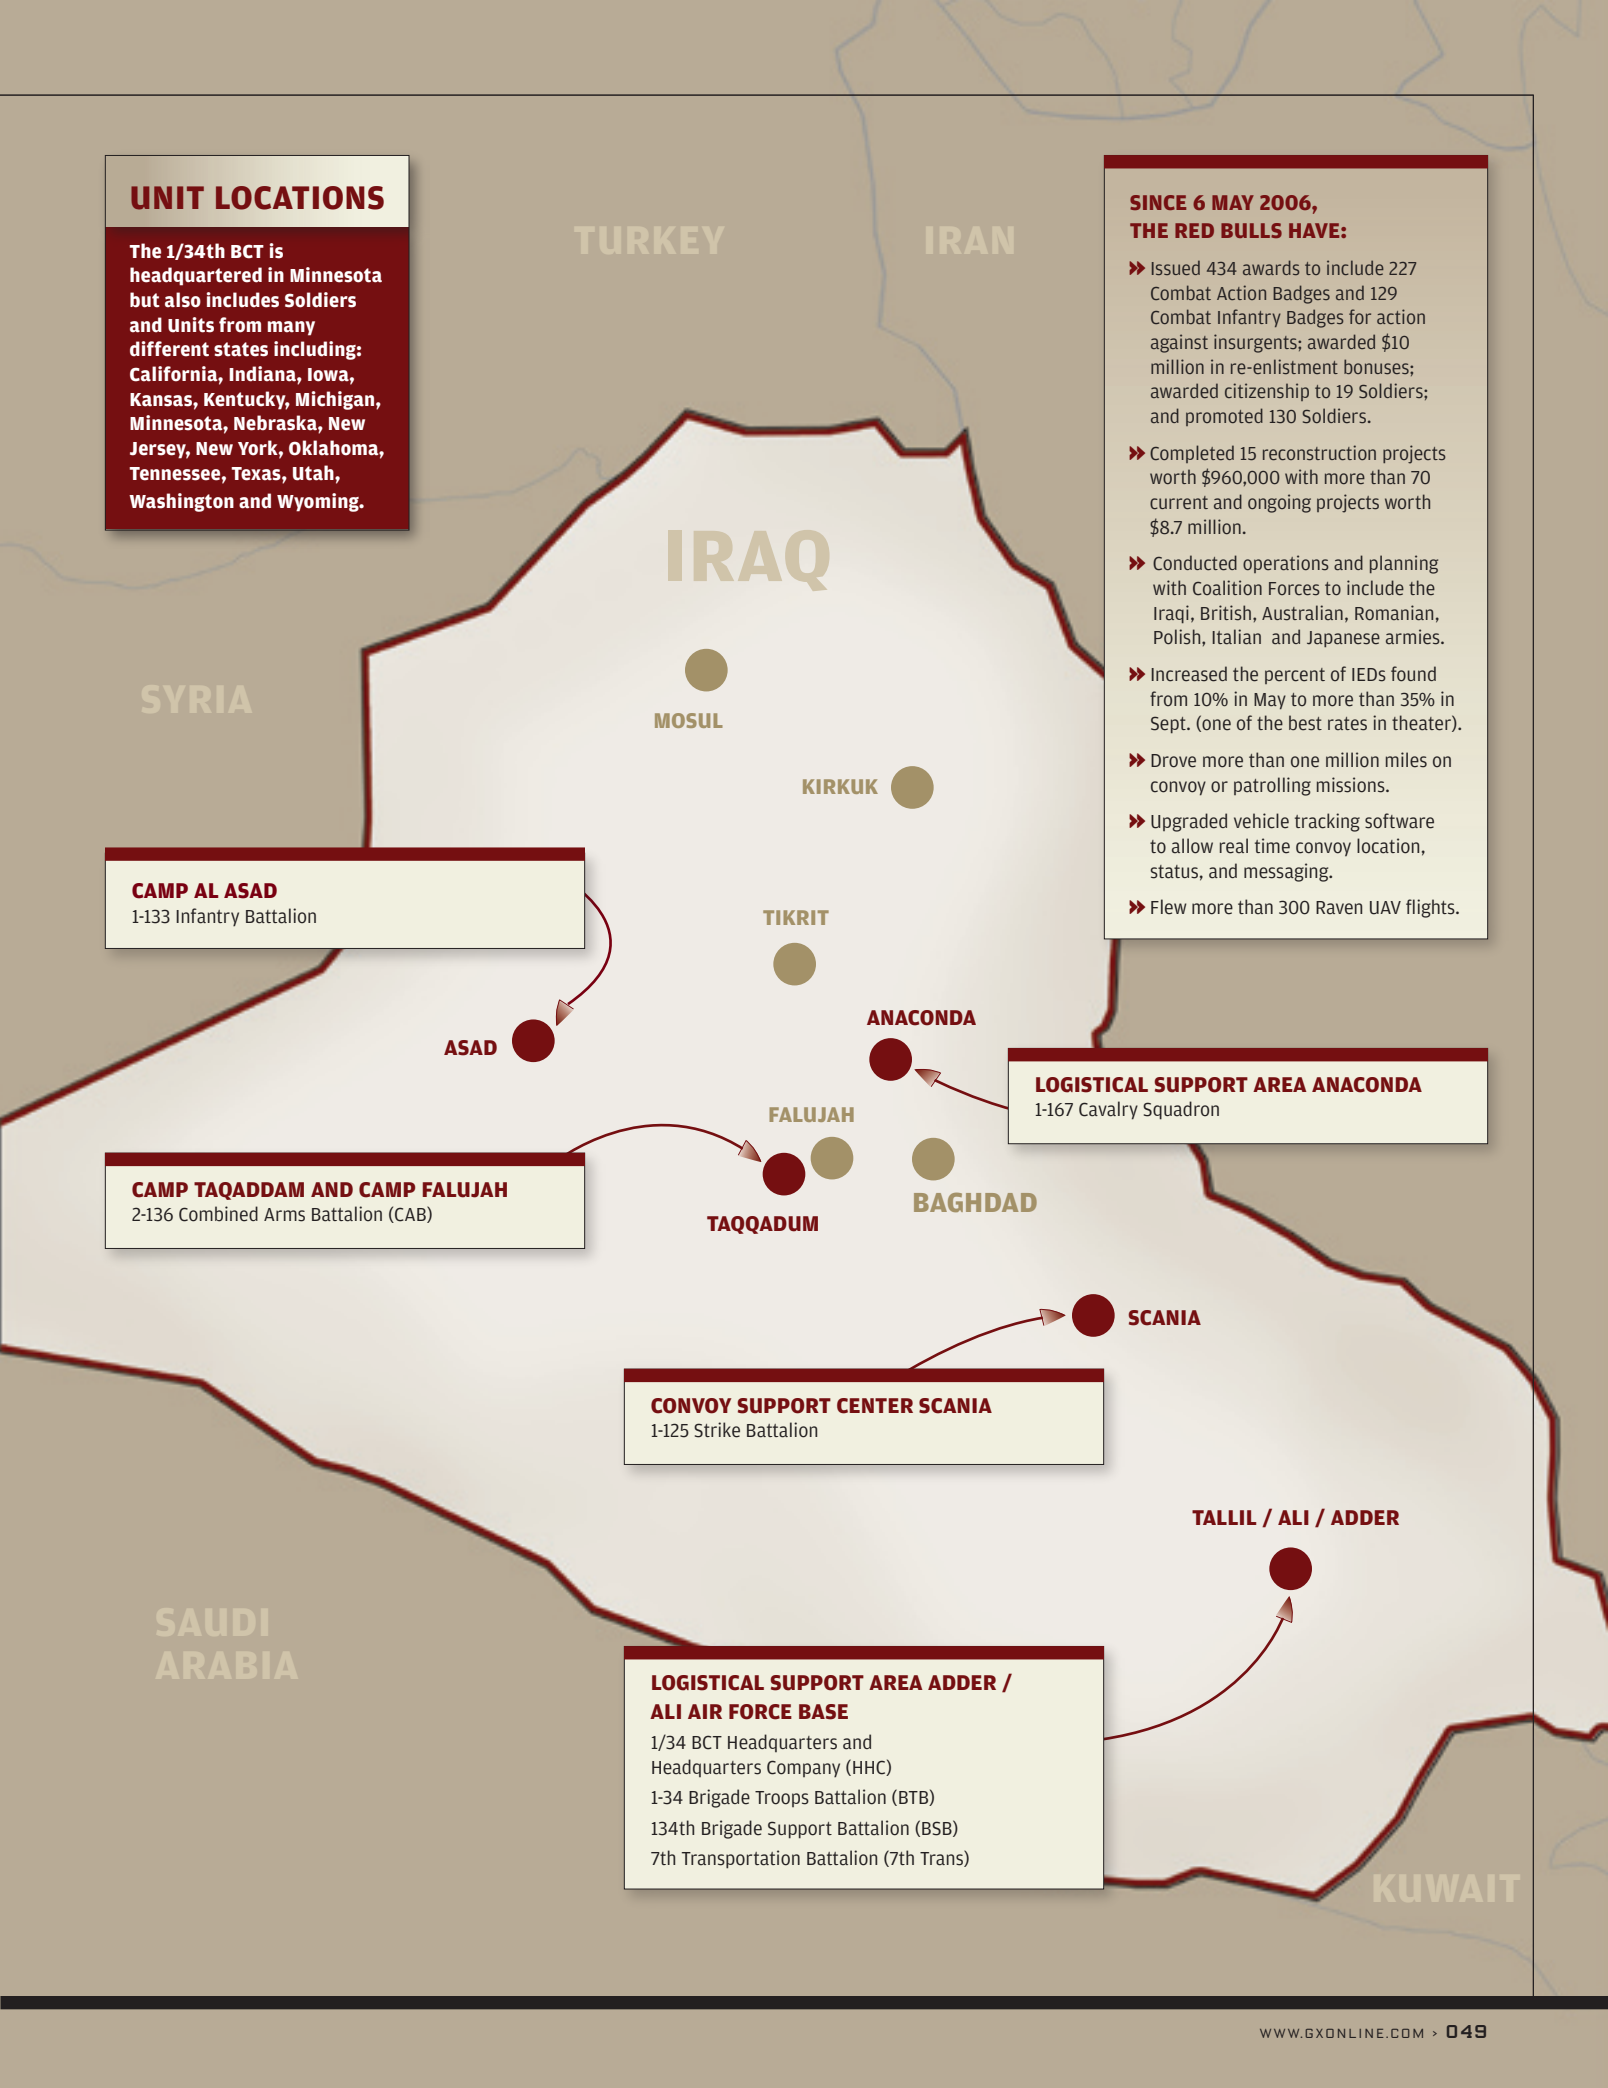 UNIT LOCATIONS
The 1/34th BCT is
headquartered in Minnesota
but also includes Soldiers
and Units from many
different states including:
California, Indiana, Iowa,
Kansas, Kentucky, Michigan,
Minnesota, Nebraska, New
Jersey, New York, Oklahoma,
Tennessee, Texas, Utah,
Washington and Wyoming.
TURKEY
IRAN
SINCE 6 MAY 2006,
THE RED BULLS HAVE:
Issued 434 awards to include 227
Combat Action Badges and 129
Combat Infantry Badges for action
against insurgents; awarded $10
million in re-enlistment bonuses;
awarded citizenship to 19 Soldiers;
and promoted 130 Soldiers.
Completed 15 reconstruction projects
worth $960,000 with more than 70
current and ongoing projects worth
$8.7 million.
Conducted operations and planning
with Coalition Forces to include the
Iraqi, British, Australian, Romanian,
Polish, Italian and Japanese armies.
Increased the percent of IEDs found
from 10% in May to more than 35% in
Sept. (one of the best rates in theater).
Drove more than one million miles on
convoy or patrolling missions.
Upgraded vehicle tracking software
to allow real time convoy location,
status, and messaging.
Flew more than 300 Raven UAV flights.
IRAQ
SYRIA
MOSUL
KIRKUK
CAMP AL ASAD
1-133 Infantry Battalion
TIKRIT
ASAD
ANACONDA
LOGISTICAL SUPPORT AREA ANACONDA
1-167 Cavalry Squadron
FALUJAH
CAMP TAQADDAM AND CAMP FALUJAH
2-136 Combined Arms Battalion (CAB)
TAQQADUM
BAGHDAD
SCANIA
CONVOY SUPPORT CENTER SCANIA
1-125 Strike Battalion
TALLIL / ALI / ADDER
SAUDI
ARABIA
LOGISTICAL SUPPORT AREA ADDER /
ALI AIR FORCE BASE
1/34 BCT Headquarters and
Headquarters Company (HHC)
1-34 Brigade Troops Battalion (BTB)
134th Brigade Support Battalion (BSB)
7th Transportation Battalion (7th Trans)
KUWAIT
WWW.GXONLINE.COM > 049